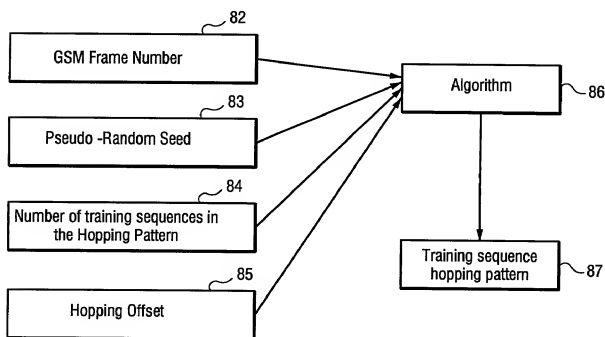 82
GSM Frame Number
83
Pseudo -Random Seed
84
Number of training sequences in
the Hopping Pattern
85
Hopping Offset
Algorithm
86
Training sequence
hopping pattern
87